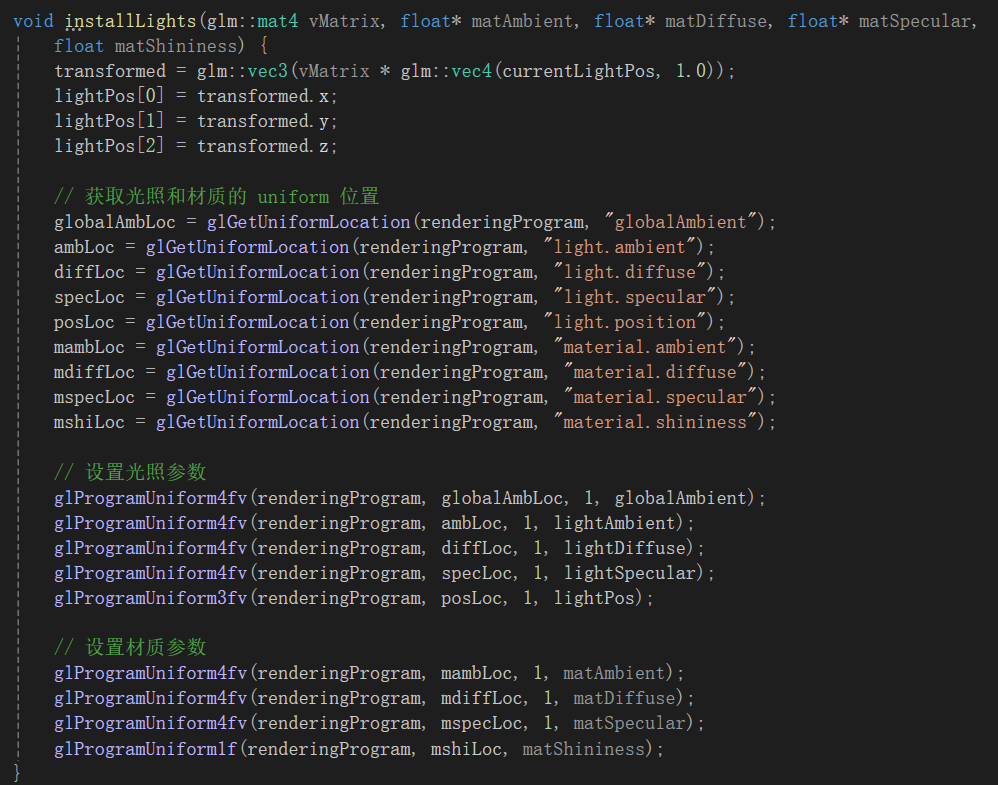 void installLights(glm::mat4 vMatrix, float* matAmbient, float* matDiffuse, float* matSpecular,
    float matShininess) {
    transformed = glm::vec3(vMatrix * glm::vec4(currentLightPos, 1.0));
    lightPos[0] = transformed.x;
    lightPos[1] = transformed.y;
    lightPos[2] = transformed.z;

    // 获取光照和材质的 uniform 位置
    globalAmbLoc = glGetUniformLocation(renderingProgram, "globalAmbient");
    ambLoc = glGetUniformLocation(renderingProgram, "light.ambient");
    diffLoc = glGetUniformLocation(renderingProgram, "light.diffuse");
    specLoc = glGetUniformLocation(renderingProgram, "light.specular");
    posLoc = glGetUniformLocation(renderingProgram, "light.position");
    mambLoc = glGetUniformLocation(renderingProgram, "material.ambient");
    mdiffLoc = glGetUniformLocation(renderingProgram, "material.diffuse");
    mspecLoc = glGetUniformLocation(renderingProgram, "material.specular");
    mshiLoc = glGetUniformLocation(renderingProgram, "material.shininess");

    // 设置光照参数
    glProgramUniform4fv(renderingProgram, globalAmbLoc, 1, globalAmbient);
    glProgramUniform4fv(renderingProgram, ambLoc, 1, lightAmbient);
    glProgramUniform4fv(renderingProgram, diffLoc, 1, lightDiffuse);
    glProgramUniform4fv(renderingProgram, specLoc, 1, lightSpecular);
    glProgramUniform3fv(renderingProgram, posLoc, 1, lightPos);

    // 设置材质参数
    glProgramUniform4fv(renderingProgram, mambLoc, 1, matAmbient);
    glProgramUniform4fv(renderingProgram, mdiffLoc, 1, matDiffuse);
    glProgramUniform4fv(renderingProgram, mspecLoc, 1, matSpecular);
    glProgramUniform1f(renderingProgram, mshiLoc, matShininess);
}